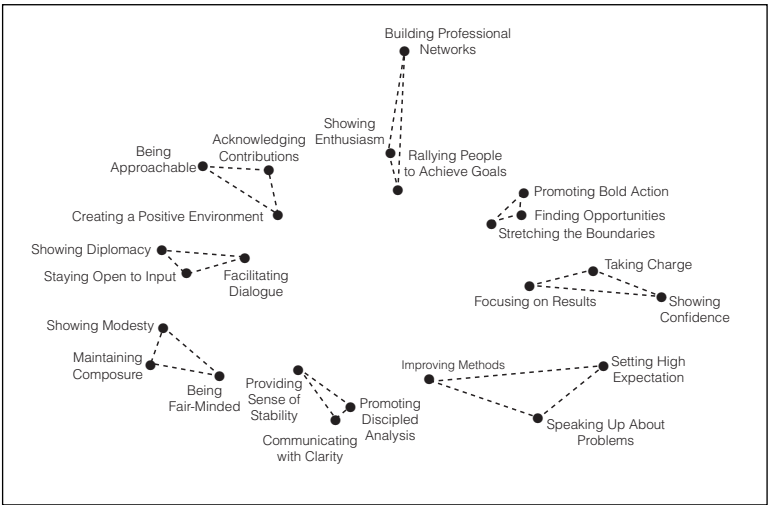 Building Professional
Networks
Showing
Enthusiasm
Rallying People
to Achieve Goals
Being
Approachable
Acknowledging
Contributions
Creating a Positive Environment
Promoting Bold Action
Finding Opportunities
Stretching the Boundaries
Showing Diplomacy
Staying Open to Input
Facilitating
Dialogue
Taking Charge
Focusing on Results
Showing
Confidence
Showing Modesty
Maintaining
Composure
Being
Fair-Minded
Providing
Sense of
Stability
Promoting
Discipled
Analysis
Communicating
with Clarity
Improving Methods
Setting High
Expectation
Speaking Up About
Problems